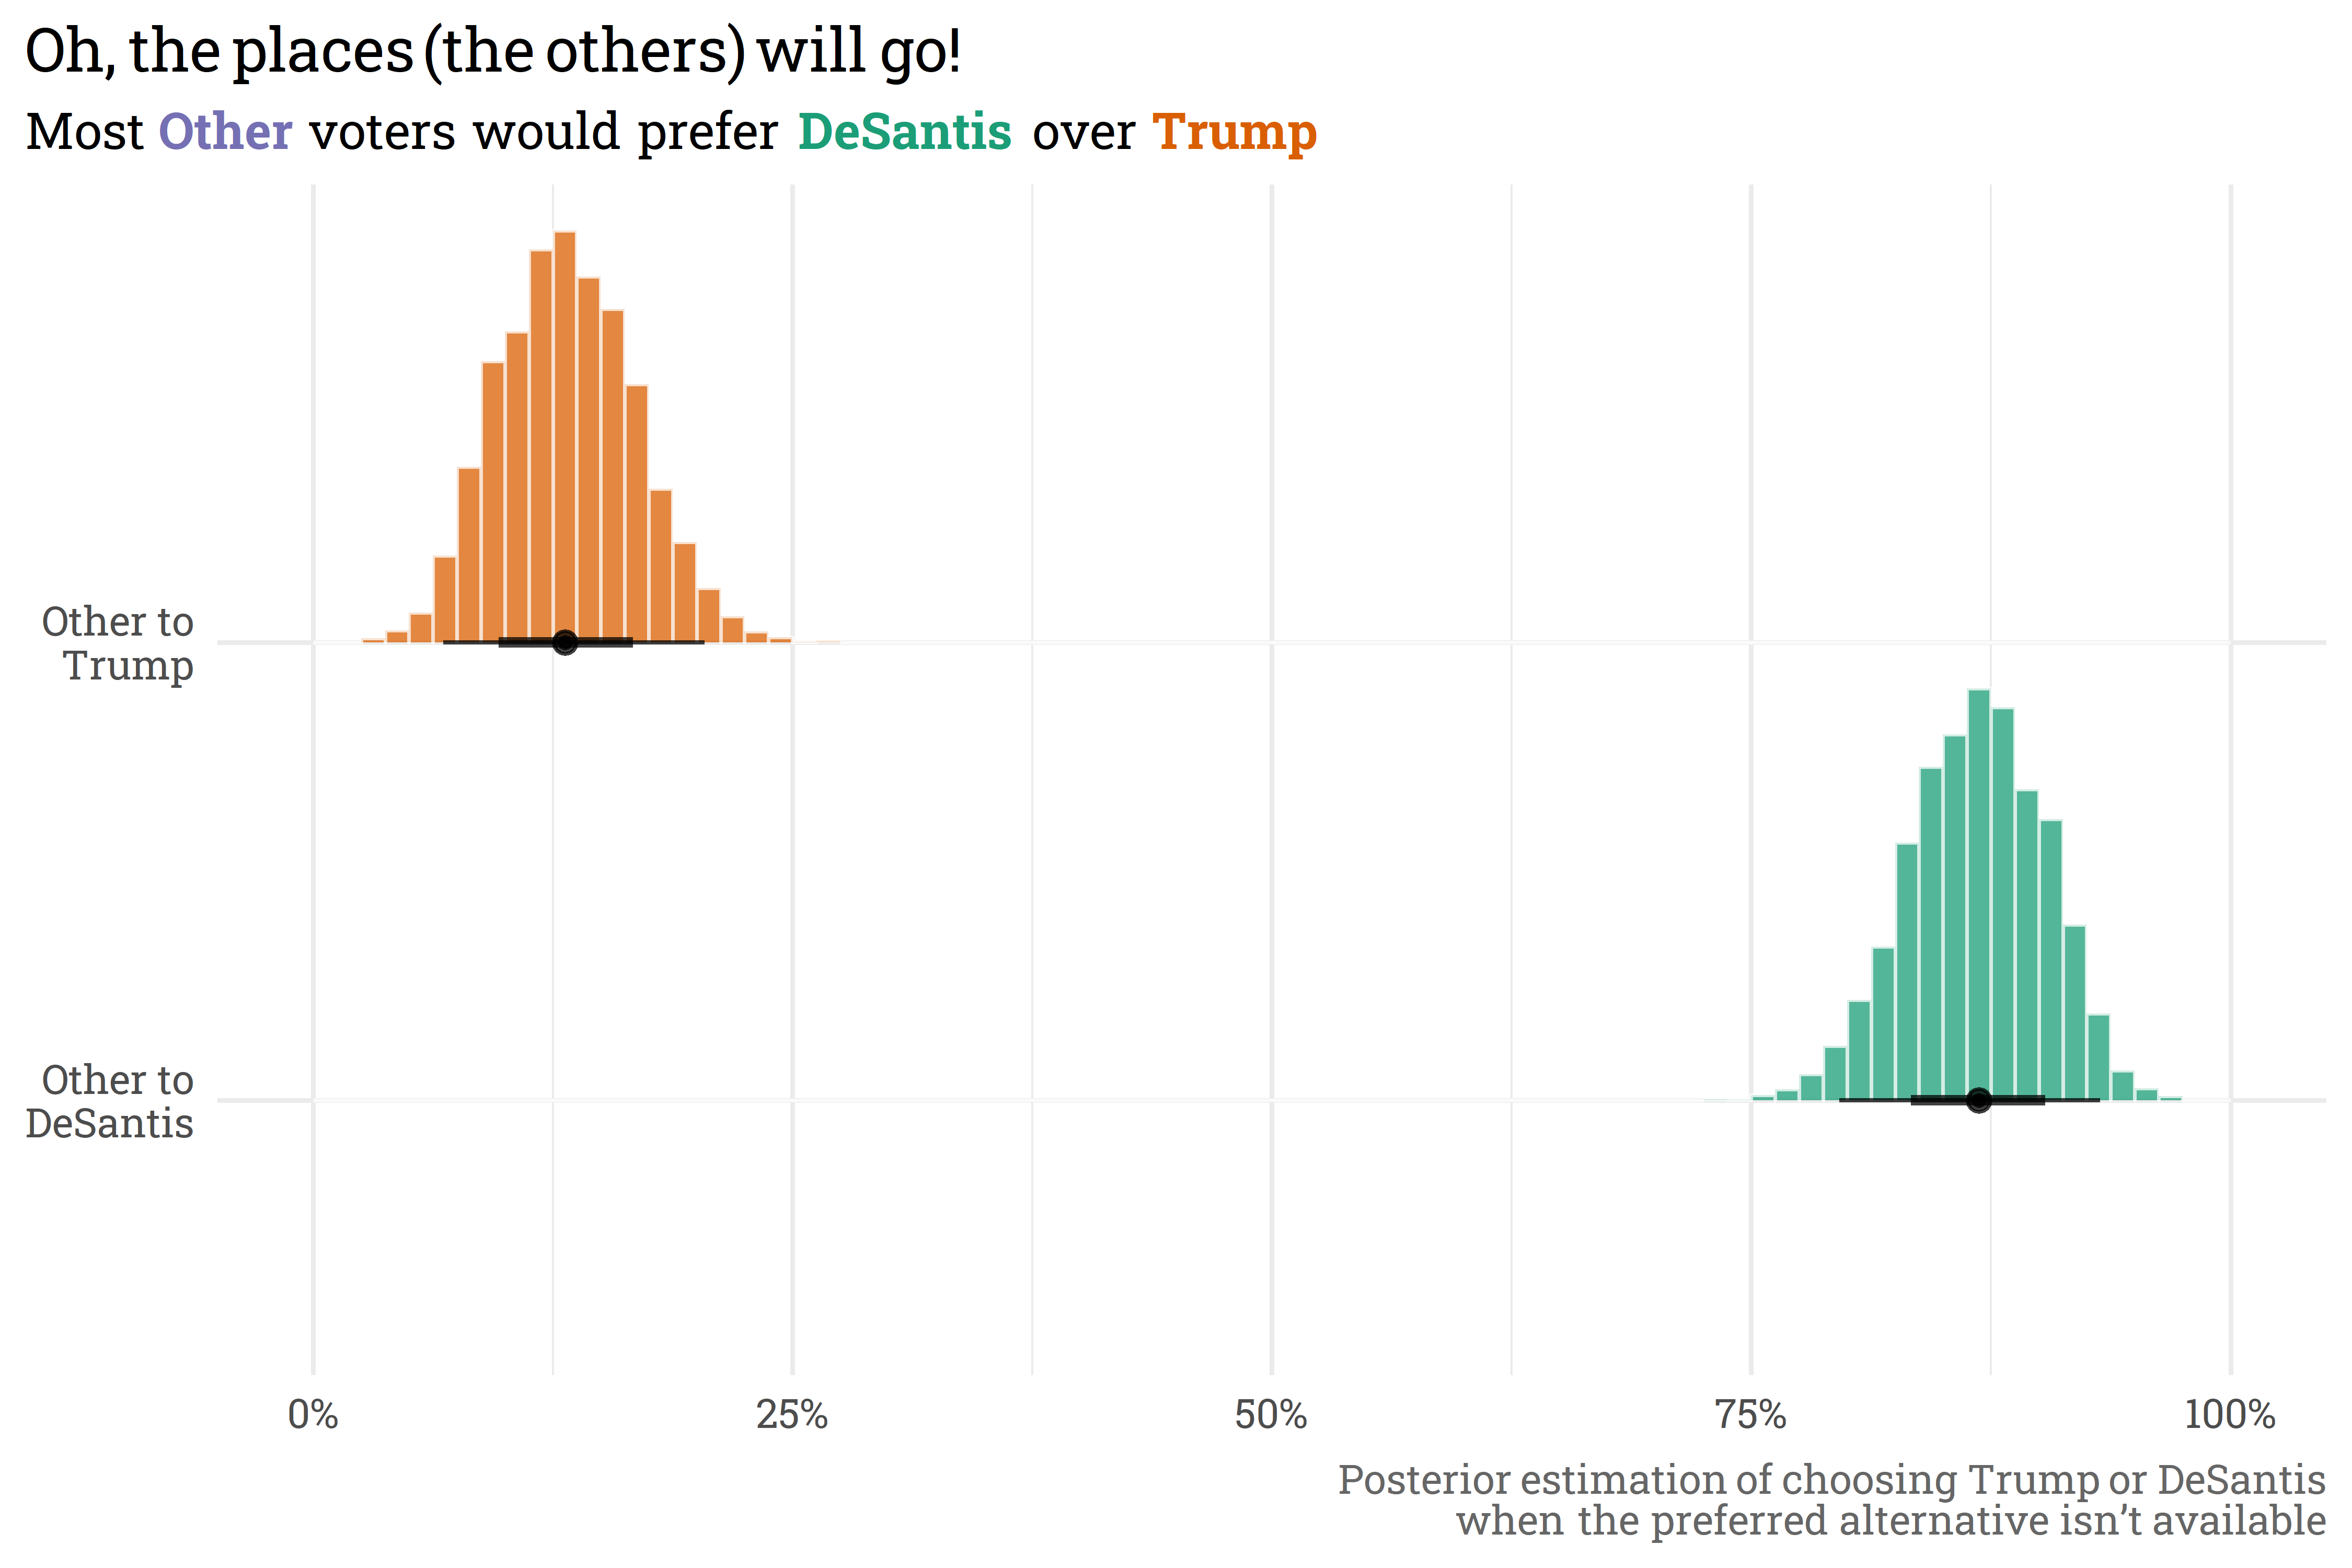 Oh, the places (the others) will go!
Most Other voters would prefer DeSantis over Trump
Other to
Trump
Other to
DeSantis
0%
25%
50%
75%
100%
Posterior estimation of choosing Trump or DeSantis
when the preferred alternative isn’t available